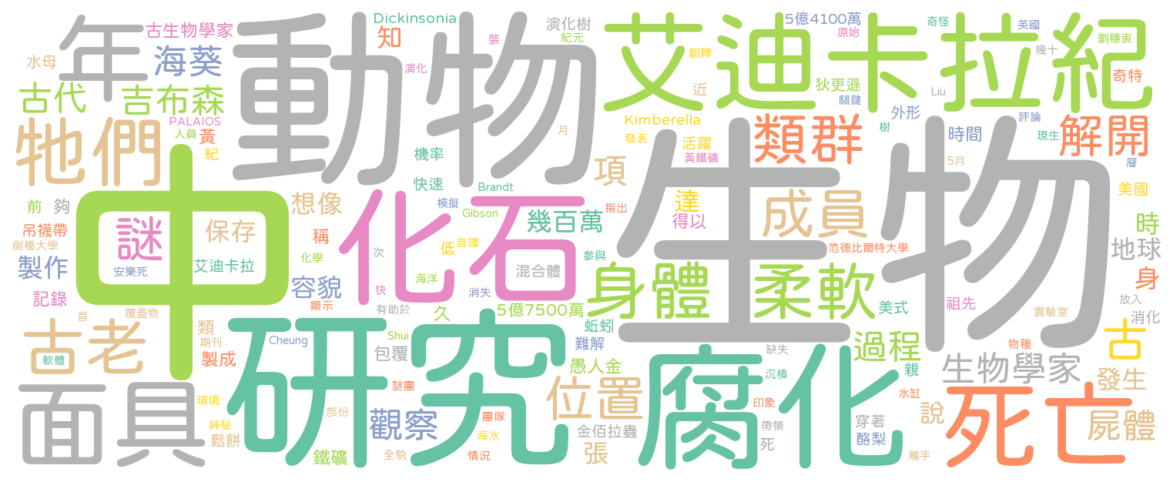 年
動物
艾迪卡拉紀
Dickinsonia
演化樹
5億4100萬
奇怪
英國
劉穗衷
古生物學家
知
裝
紀元
原始
翻轉
幾十
水母
海葵
演化
近
狄更遜
關鍵
Liu
奇特
古代
吉布森
PALAIOS
黃
人員
紀
月
Kimberella
發表
活躍
黃鐵礦
外形
樹
時間
評論
現生
層
解開
類群
5月
牠們
機率
快速
模擬
Brandt
Gibson
指出
項
達
得以
成員
美國
時
地球
身
前
夠
吊襪帶
劍橋大學
謎
保存
想像
稱
中
化石
低
音譯
幾百萬
參與
混合體
生物
范德比爾特大學
製作
安樂死
艾迪卡拉
化學
次
海洋
快
消失
身體
柔軟
記錄
容貌
顯示
有助於
久
5億7500萬
美式
祖先
實驗室
放入
消化
首
覆蓋物
古老
類
期刊
軟體
製成
Cheung
包覆
Shui
蚯蚓
難解
缺失
過程
親
物種
古
研究
愚人金
沉積
腐化
生物學家
發生
面具
環境
神秘
鬆餅
謎團
部份
觀察
團隊
海水
位置
印象
帶領
水缸
說
死亡
屍體
鐵礦
全貌
情況
金佰拉蟲
張
死
穿著
酪梨
觸手